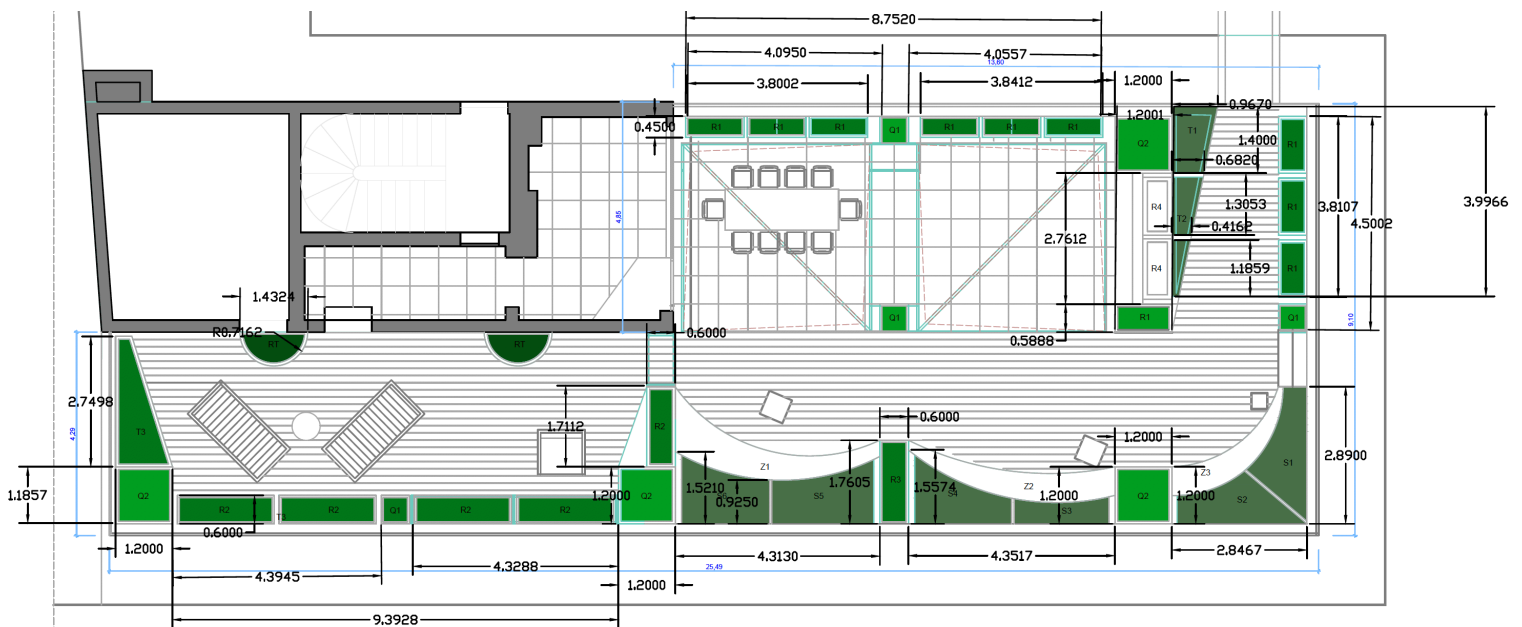 8.7520
4.0950
4.0557
13,80
3.8002
3.8412
1.2000
0.9670
1.2001
0.4500
R1
R1
R1
Q1
R1
R1
R1
Q2
T1
R1
1.4000
0.6820
3.9966
3.8107
4.5002
1.3053
R4
T2
R1
0.4162
4,85
2.7612
R4
1.1859
R1
1.4324
R0.7162
RT
RT
0.6000
Q1
0.5888
R1
Q1
9,10
2.7498
4,29
T3
1.7112
R2
0.6000
1.2000
2.8900
S1
Z1
Z2
Z3
1.1857
Q2
R2
T3
R2
Q1
R2
R2
0.6000
1.2000
Q2
1.5210
0.9250
S5
1.7605
R3
1.5574
S4
S3
1.2000
Q2
1.2000
S2
1.2000
4.3945
4.3288
1.2000
4.3130
4.3517
2.8467
25,49
9.3928